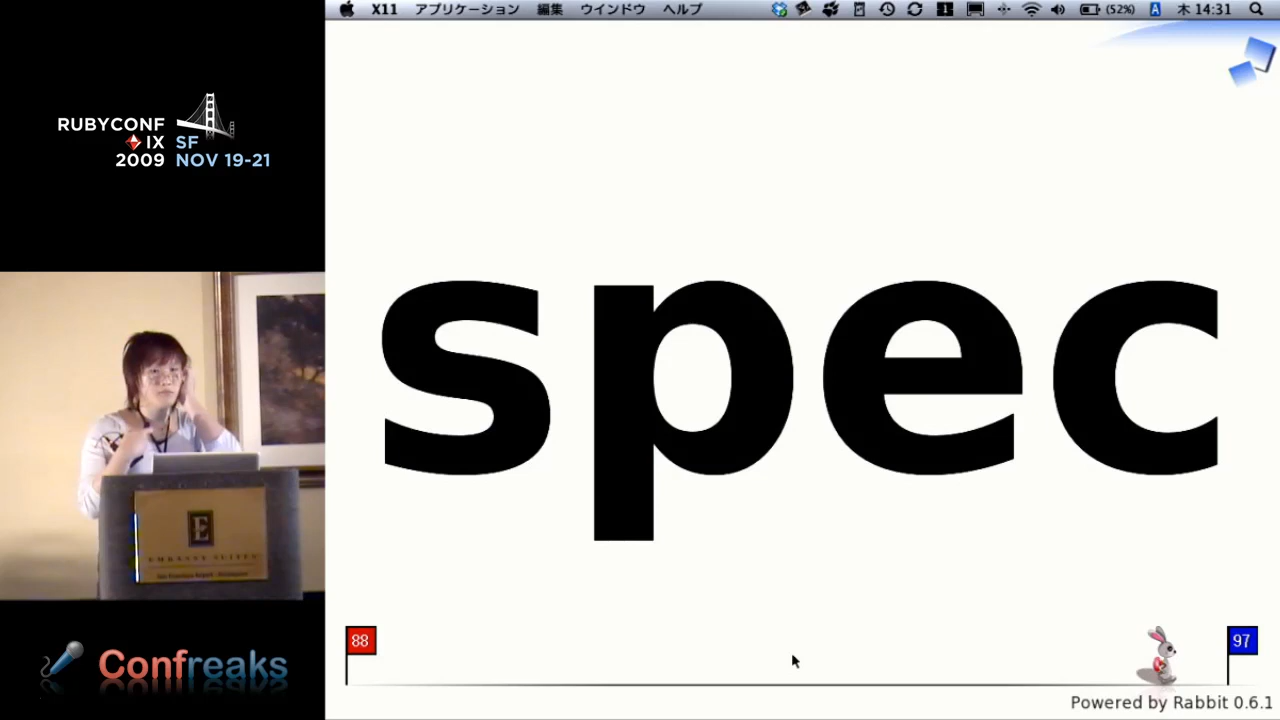 X11 アプリケーション 編集 ウインドウ ヘルプ (52%) A 木 14:31
RUBYCONF
IX SF
2009 NOV 19-21
spec
E
EMBASSY SUITES
88
97
Confreaks
Powered by Rabbit 0.6.1